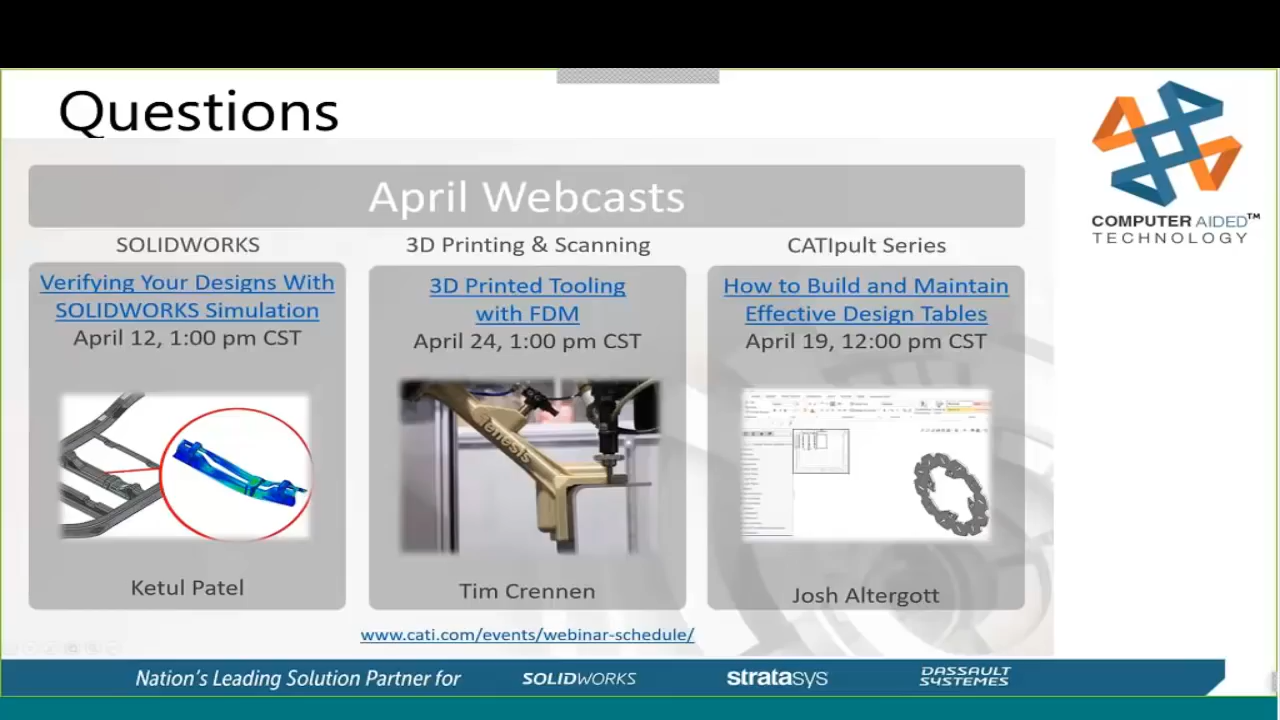 Questions
COMPUTER AIDED™
TECHNOLOGY
April Webcasts
SOLIDWORKS
Verifying Your Designs With
SOLIDWORKS Simulation
April 12, 1:00 pm CST
Ketul Patel
3D Printing & Scanning
3D Printed Tooling
with FDM
April 24, 1:00 pm CST
Genesis
Tim Crennen
CATIpult Series
How to Build and Maintain
Effective Design Tables
April 19, 12:00 pm CST
Josh Altergott
www.cati.com/events/webinar-schedule/
Nation's Leading Solution Partner for
SOLIDWORKS
stratasys
DASSAULT
SYSTEMES